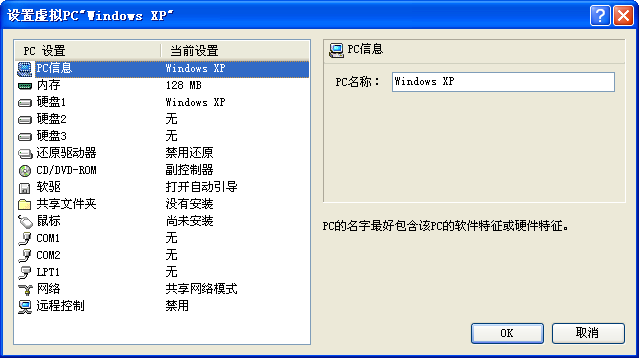 设置虚拟PC"Windows XP"
PC 设置 当前设置
PC信息 Windows XP
内存 128 MB
硬盘1 Windows XP
硬盘2 无
硬盘3 无
还原驱动器 禁用还原
CD/DVD-ROM 副控制器
软驱 打开自动引导
共享文件夹 没有安装
鼠标 尚未安装
COM1 无
COM2 无
LPT1 无
网络 共享网络模式
远程控制 禁用
PC信息
PC名称： Windows XP
PC的名字最好包含该PC的软件特征或硬件特征。
OK 取消